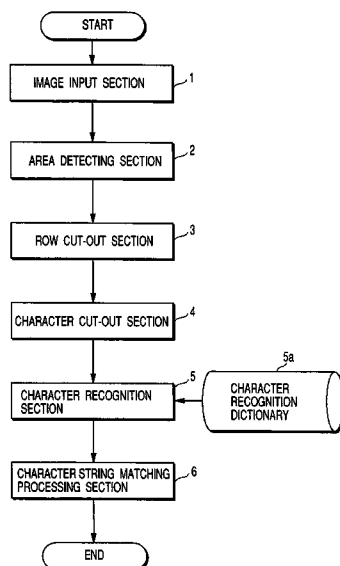 START
IMAGE INPUT SECTION
1
AREA DETECTING SECTION
2
ROW CUT-OUT SECTION
3
CHARACTER CUT-OUT SECTION
4
CHARACTER RECOGNITION
SECTION
5
5a
CHARACTER
RECOGNITION
DICTIONARY
CHARACTER STRING MATCHING
PROCESSING SECTION
6
END